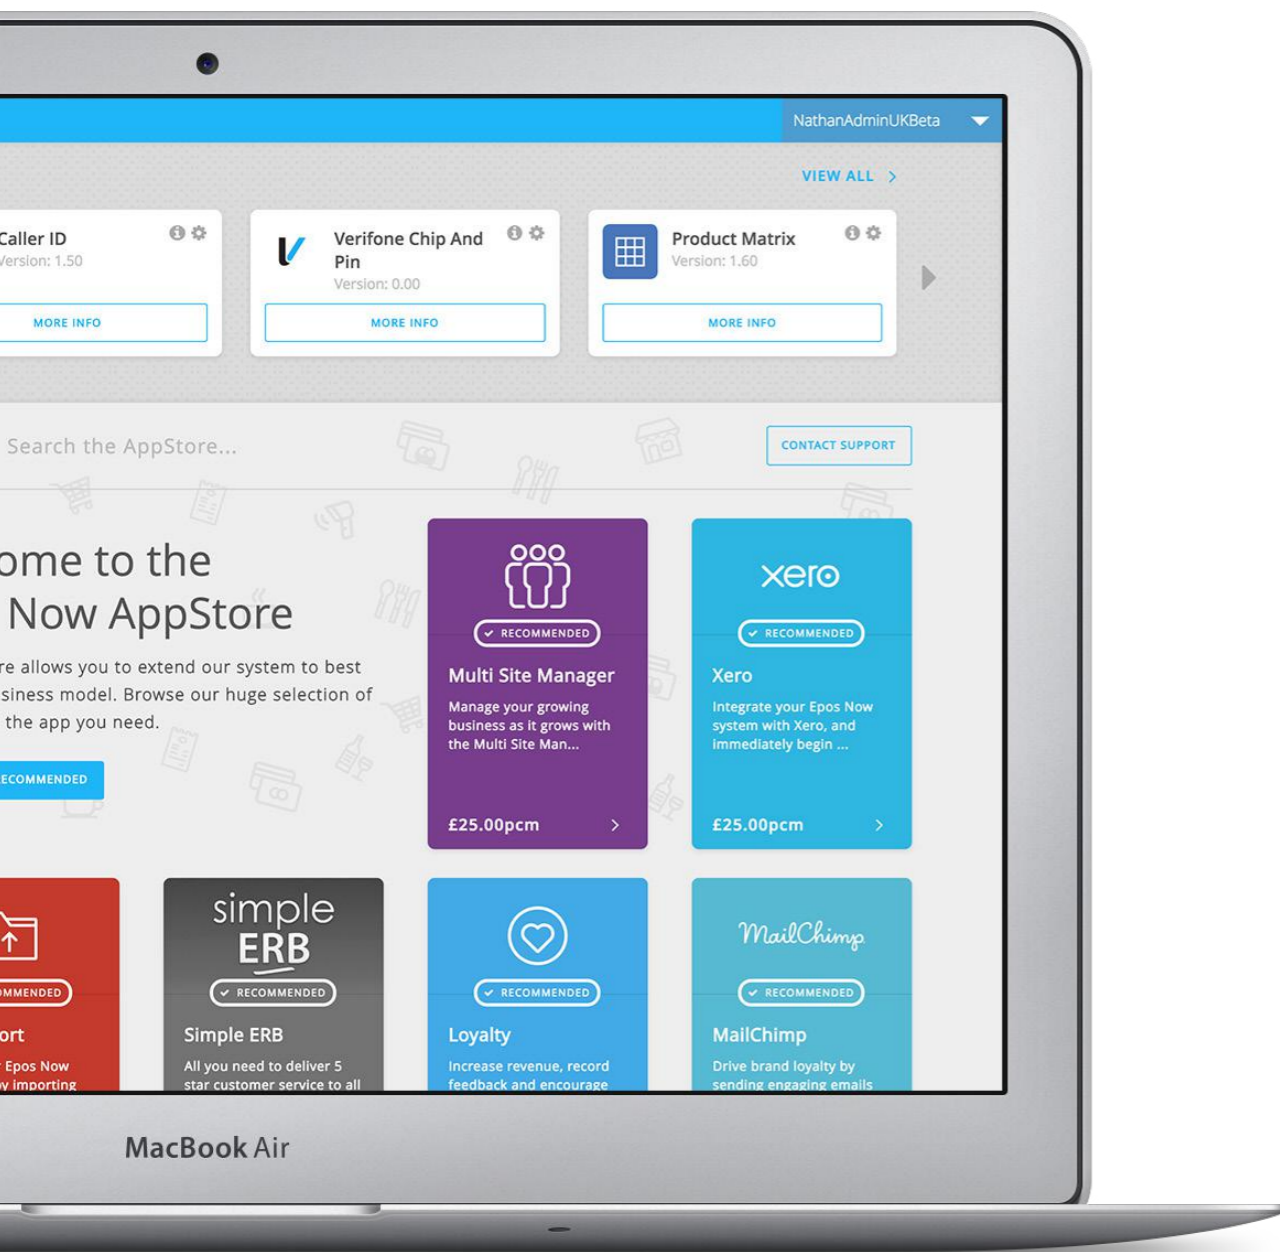 NathanAdminUKBeta
VIEW ALL >
Caller ID
Version: 1.50
MORE INFO
Verifone Chip And
Pin
Version: 0.00
MORE INFO
Product Matrix
Version: 1.60
MORE INFO
Search the AppStore...
CONTACT SUPPORT
ome to the
Now AppStore
re allows you to extend our system to best
siness model. Browse our huge selection of
the app you need.
ECOMMENDED
RECOMMENDED
Multi Site Manager
Manage your growing
business as it grows with
the Multi Site Man...
£25.00pcm >
xero
RECOMMENDED
Xero
Integrate your Epos Now
system with Xero, and
immediately begin ...
£25.00pcm >
OMMENDED
ort
Epos Now
y importing
simple
ERB
RECOMMENDED
Simple ERB
All you need to deliver 5
star customer service to all
RECOMMENDED
Loyalty
Increase revenue, record
feedback and encourage
MailChimp
RECOMMENDED
MailChimp
Drive brand loyalty by
sending engaging emails
MacBook Air